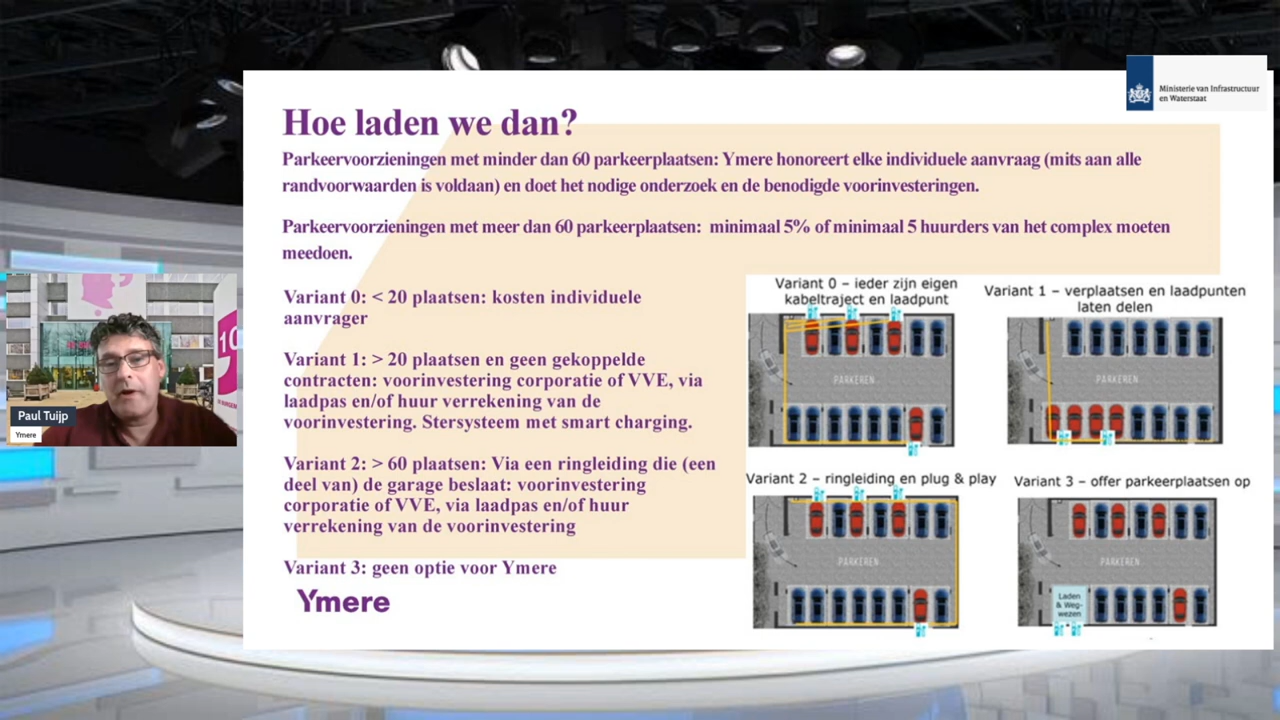 Ministerie van Infrastructuur
en Waterstaat
Hoe laden we dan?
Parkeervoorzieningen met minder dan 60 parkeerplaatsen: Ymere honoreert elke individuele aanvraag (mits aan alle
randvoorwaarden is voldaan) en doet het nodige onderzoek en de benodigde voorinvesteringen.
Parkeervoorzieningen met meer dan 60 parkeerplaatsen:  minimaal 5% of minimaal 5 huurders van het complex moeten
meedoen.
Variant 0: < 20 plaatsen: kosten individuele
aanvrager
Variant 1: > 20 plaatsen en geen gekoppelde
contracten: voorinvestering corporatie of VVE, via
laadpas en/of huur verrekening van de
voorinvestering. Stersysteem met smart charging.
Variant 2: > 60 plaatsen: Via een ringleiding die (een
deel van) de garage beslaat: voorinvestering
corporatie of VVE, via laadpas en/of huur
verrekening van de voorinvestering
Variant 3: geen optie voor Ymere
Ymere
Variant 0 – ieder zijn eigen
kabeltraject en laadpunt
PARKEREN
Variant 1 – verplaatsen en laadpunten
laten delen
PARKEREN
Variant 2 – ringleiding en plug & play
PARKEREN
Variant 3 – offer parkeerplaatsen op
PARKEREN
Laden
& Weg-
wezen
10
Paul Tuijp
Ymere